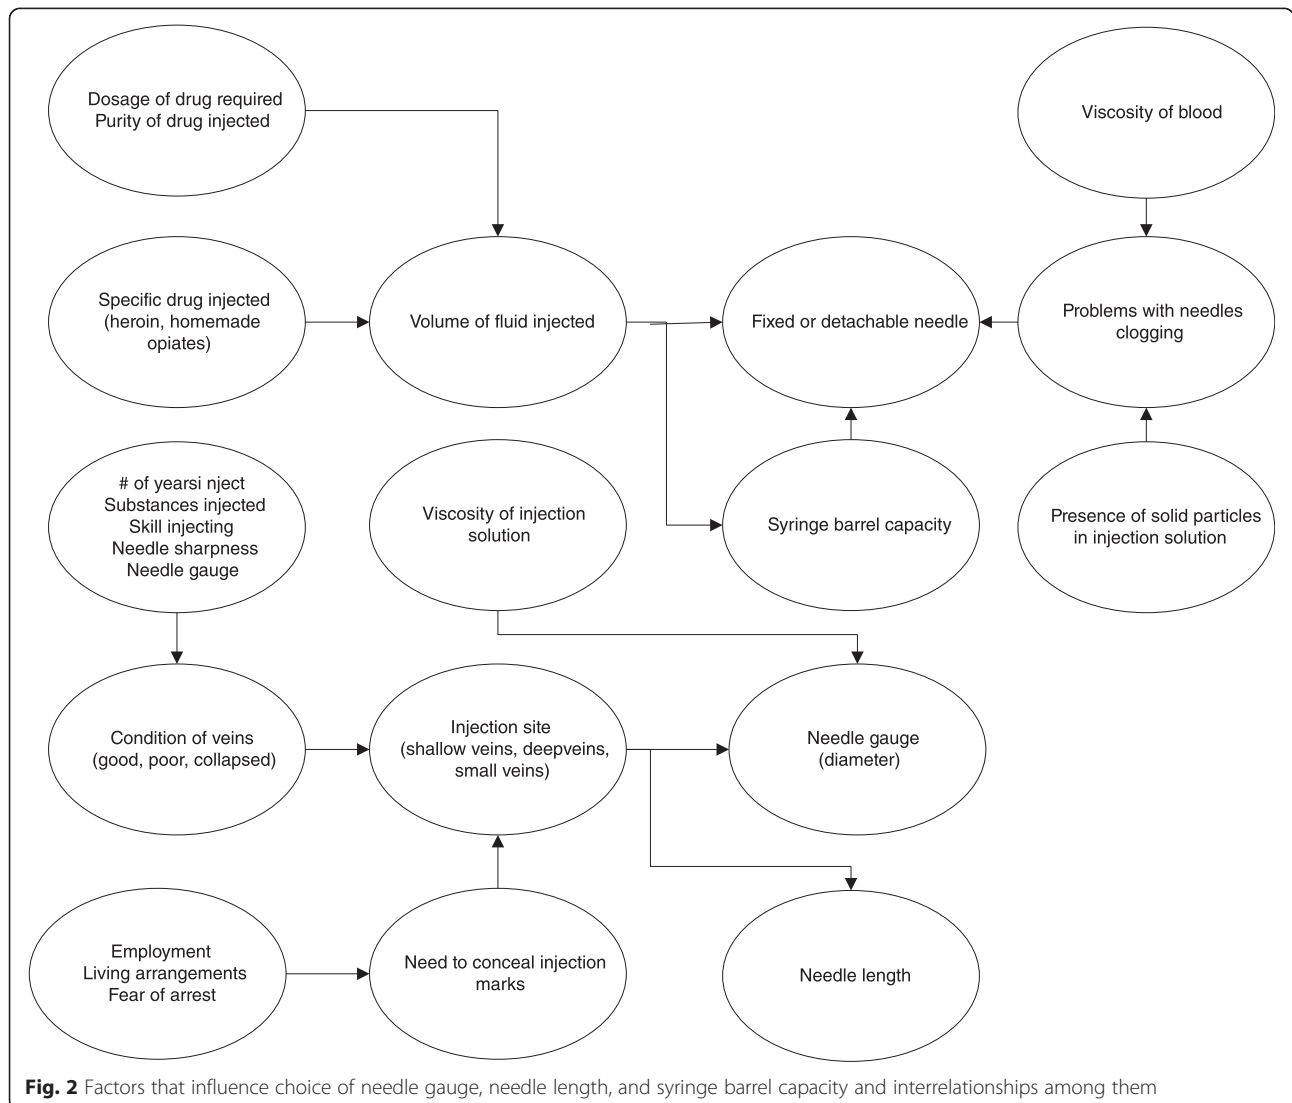 Dosage of drug required
Purity of drug injected
Viscosity of blood
Specific drug injected
(heroin, homemade
opiates)
Volume of fluid injected
Fixed or detachable needle
Problems with needles
clogging
# of yearsi nject
Substances injected
Skill injecting
Needle sharpness
Needle gauge
Viscosity of injection
solution
Syringe barrel capacity
Presence of solid particles
in injection solution
Condition of veins
(good, poor, collapsed)
Injection site
(shallow veins, deepveins,
small veins)
Needle gauge
(diameter)
Employment
Living arrangements
Fear of arrest
Need to conceal injection
marks
Needle length
Fig. 2 Factors that influence choice of needle gauge, needle length, and syringe barrel capacity and interrelationships among them